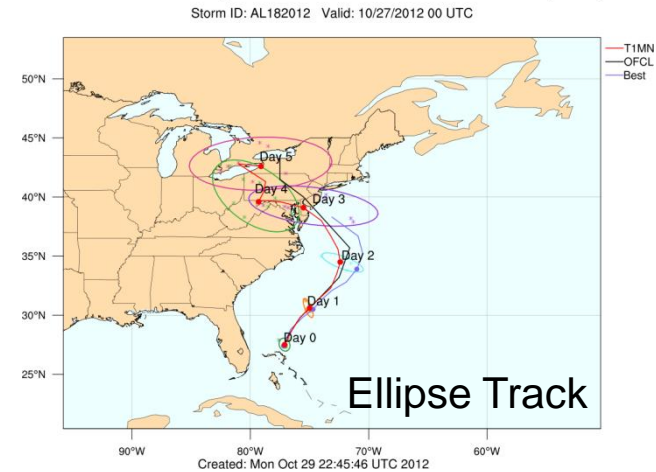 Storm ID: AL182012 Valid: 10/27/2012 00 UTC
T1MN
OFCL
Best
50°N
45°N
40°N
35°N
30°N
25°N
Day 5
Day 4
Day 3
Day 2
Day 1
Day 0
Ellipse Track
90°W 80°W 70°W 60°W
Created: Mon Oct 29 22:45:46 UTC 2012